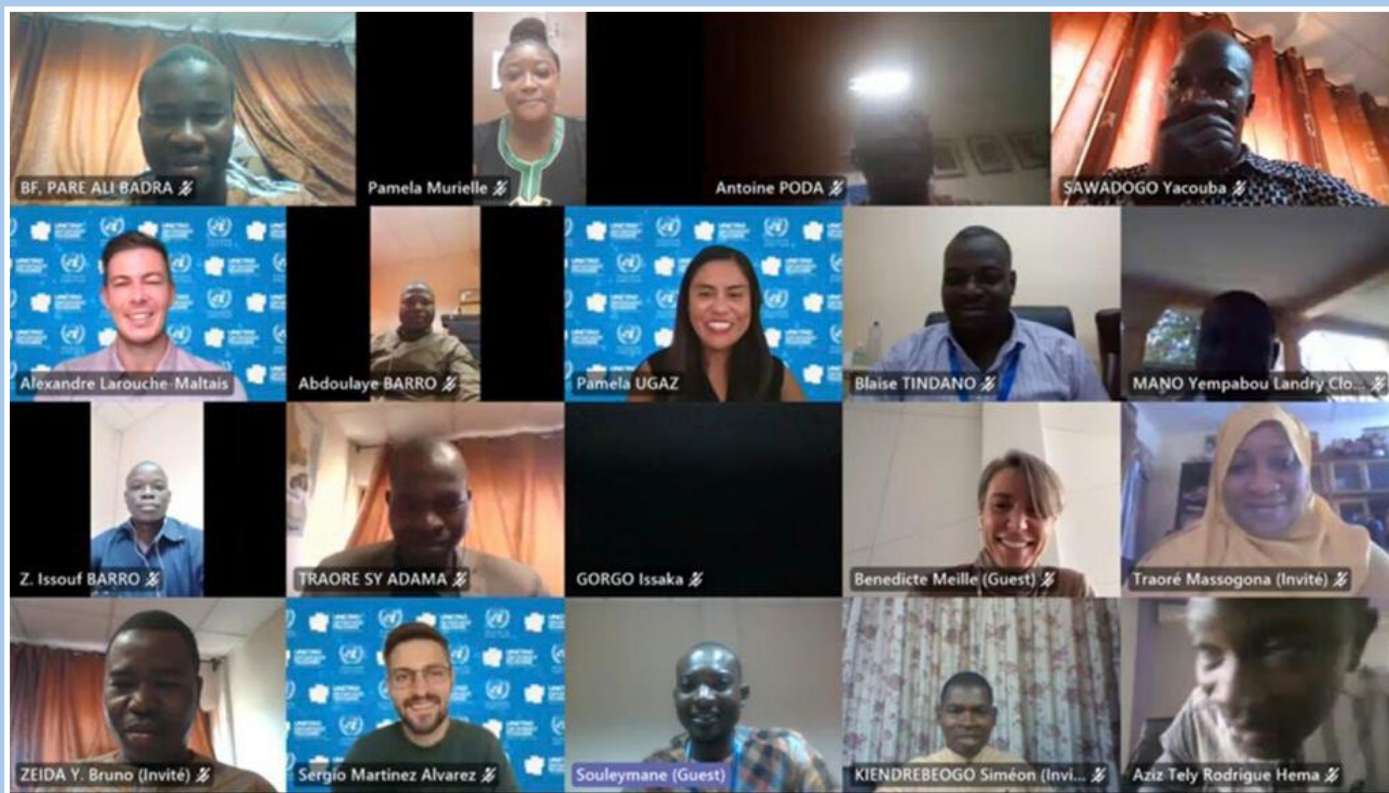 BF, PARE ALI BADRA
Pamela Murielle
Antoine PODA
SAWADOGO Yacouba
Alexandre Larouche-Maltais
Abdoulaye BARRO
Pamela UGAZ
Blaise TINDANO
MANO Yempabou Landry Clo...
Z. Issouf BARRO
TRAORE SY ADAMA
GORGO Issaka
Benedicte Meille (Guest)
Traoré Massogona (Invité)
ZEIDA Y. Bruno (Invité)
Sergio Martinez Alvarez
Souleymane (Guest)
KIENDREBEOGO Siméon (Invi...
Aziz Tely Rodrigue Hema